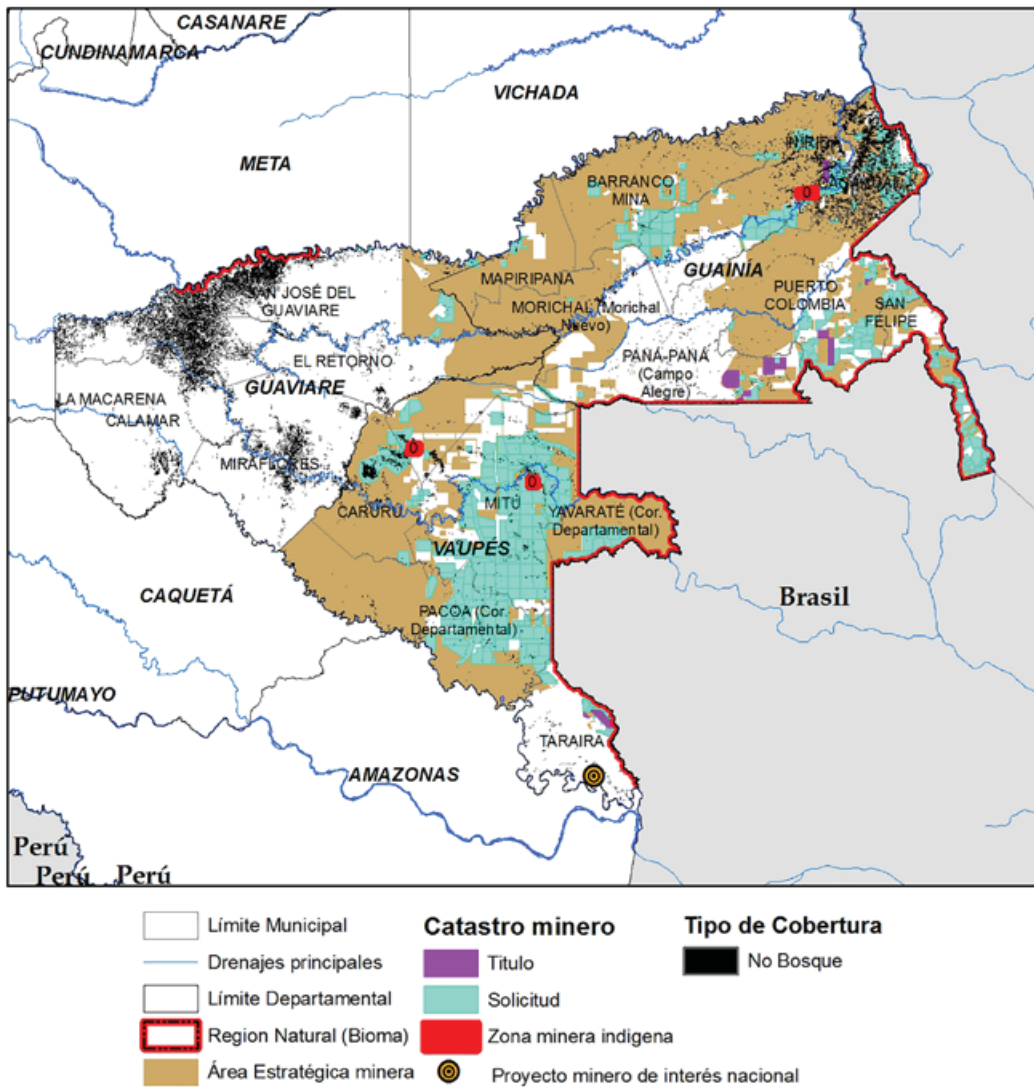 CASANARE
CUNDINAMARCA
VICHADA
META
BARRANCO
MINA
GUAINÍA
MAPIRIPANA
PUERTO
COLOMBIA
SAN
FELIPE
MORICHAL (Morichal
Nuevo)
AN JOSÉ DEL
GUAVIARE
EL RETORNO
PANÁ-PANÁ
(Campo
Alegre)
GUAVIARE
LA MACARENA
CALAMAR
MIRAFLORES
0
0
0
CARURÚ
MITÚ
YAVARATÉ (Cor.
Departamental)
VAUPÉS
CAQUETÁ
Brasil
PACOA (Cor.
Departamental)
PUTUMAYO
TARAIRA
AMAZONAS
Perú
Perú
Perú
Límite Municipal
Drenajes principales
Límite Departamental
Region Natural (Bioma)
Área Estratégica minera
Catastro minero
Titulo
Solicitud
Zona minera indigena
Proyecto minero de interés nacional
Tipo de Cobertura
No Bosque